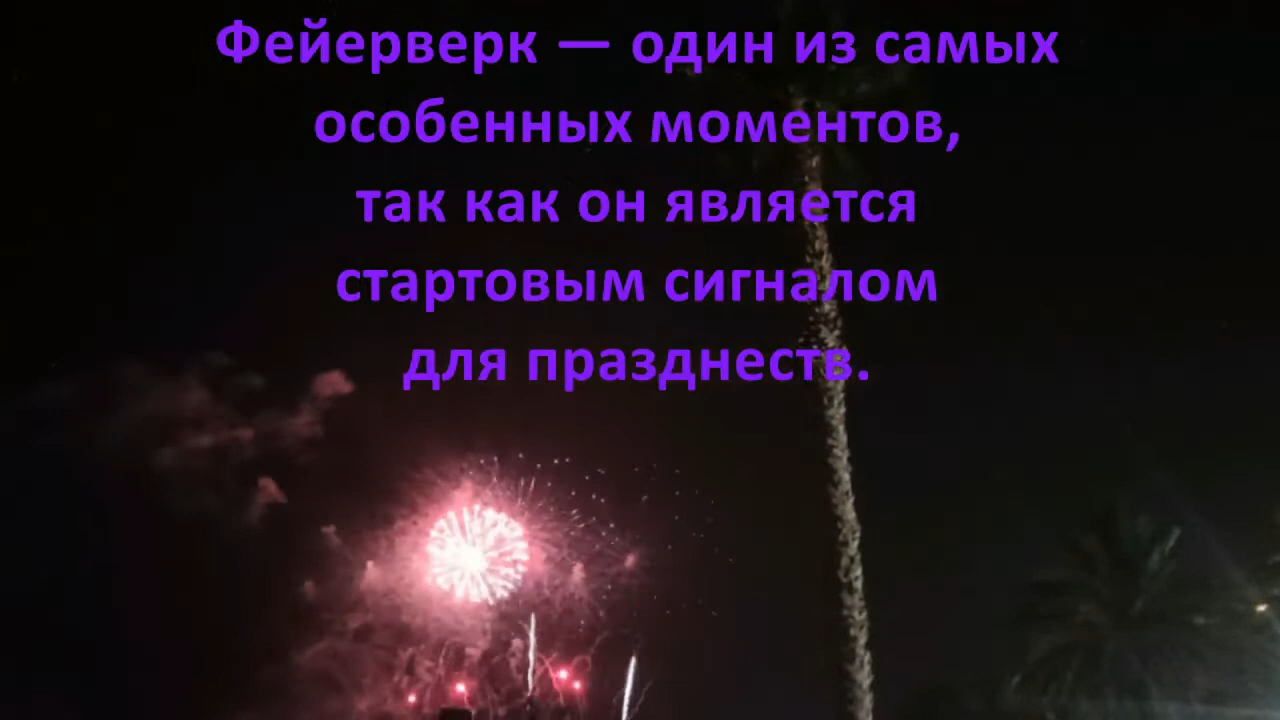 Фейерверк — один из самых
особенных моментов,
так как он является
стартовым сигналом
для празднеств.